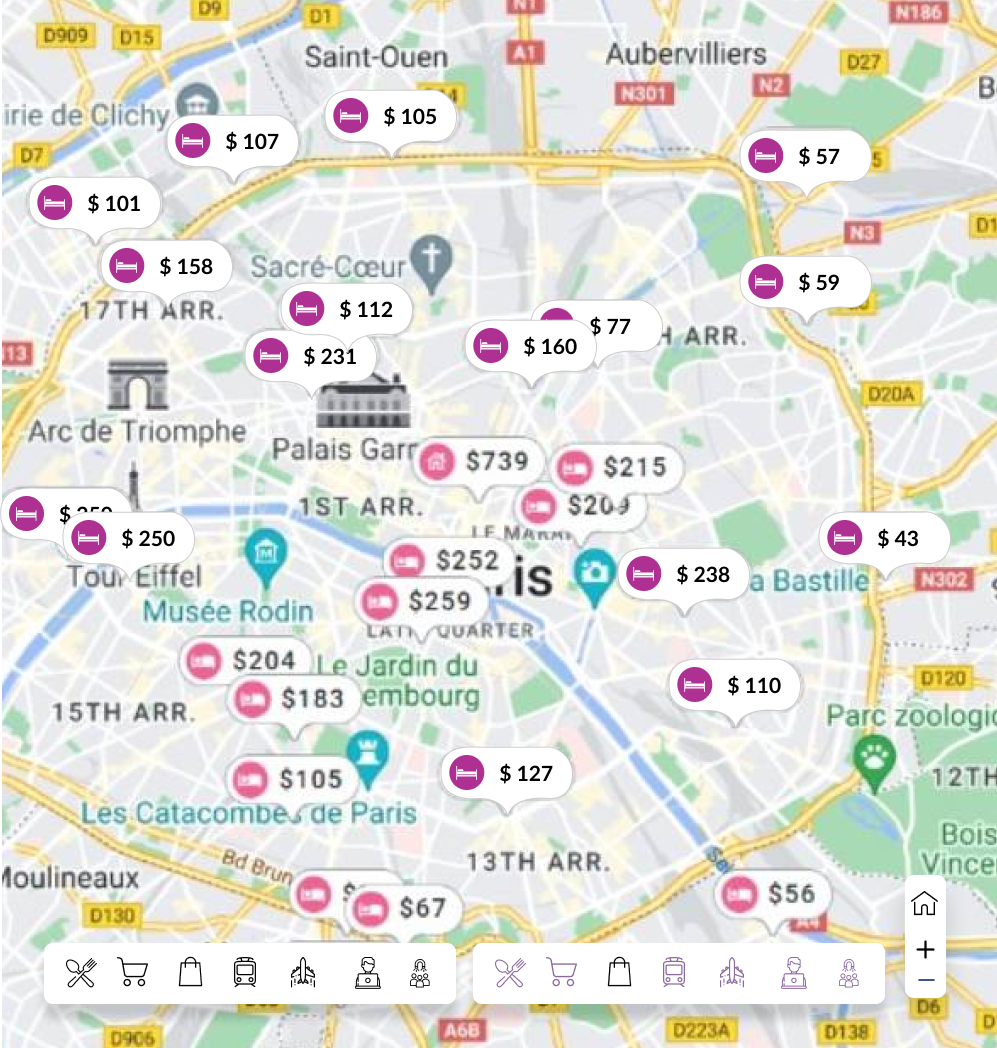 D9
D1
N1
N186
D909
D15
A1
Saint-Ouen
Aubervilliers
D27
N301
N2
irie de Clichy
$ 105
$ 107
D7
$ 57
$ 101
N3
$ 158
Sacré-Cœur
$ 59
17TH ARR.
$ 112
$ 77
H ARR.
$ 160
$ 231
D20A
Arc de Triomphe
Palais Garn
$739
$215
1ST ARR.
$209
LE MARAI
$ 250
$ 43
$252
$ 238
a Bastille
N302
Tour Eiffel
ris
$259
Musée Rodin
LATIN QUARTER
$204
Le Jardin du
embourg
D120
$ 110
$183
15TH ARR.
Parc zoologic
$105
$ 127
12TH
Les Catacombes de Paris
Bois
Vince
13TH ARR.
Bd Brun
Moulineaux
$56
$67
D130
A4
D6
D906
A6B
D223A
D138